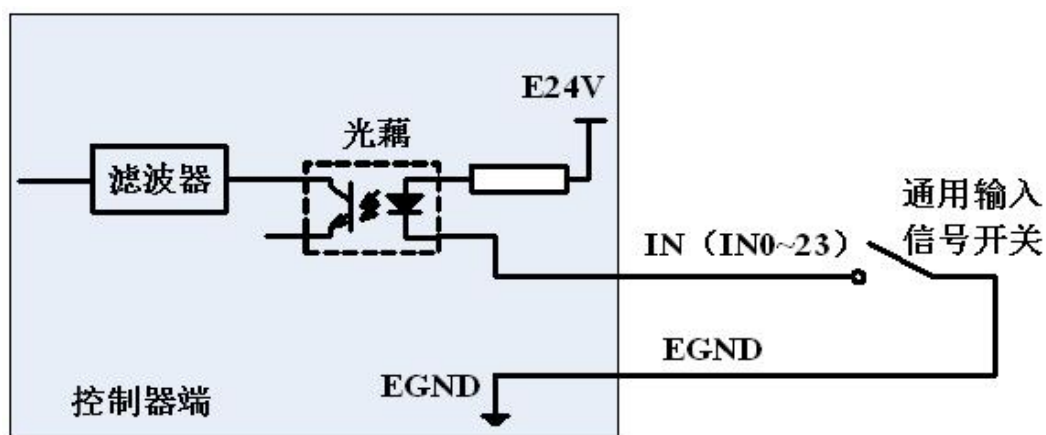 E24V
光藕
滤波器
通用输入
信号开关
IN（IN0~23）
EGND
EGND
控制器端